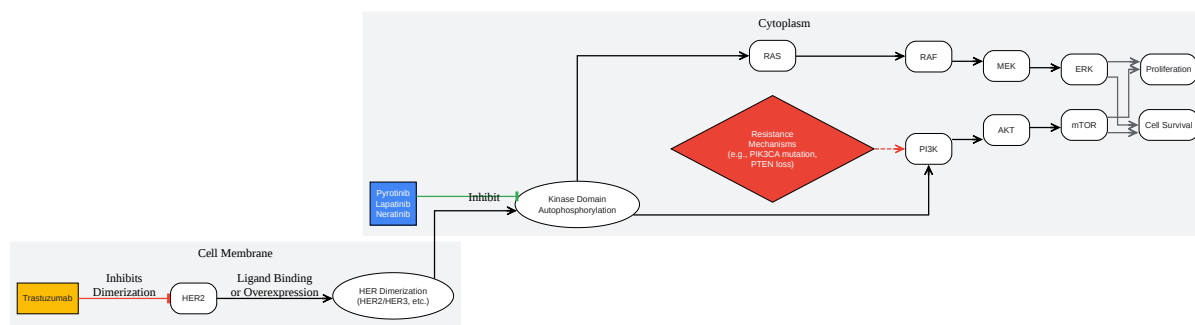 Cytoplasm
RAS
RAF
MEK
ERK
Proliferation
Resistance
Mechanisms
(e.g., PIK3CA mutation,
PTEN loss)
PI3K
AKT
mTOR
Cell Survival
Pyrotinib
Lapatinib
Neratinib
Inhibit
Kinase Domain
Autophosphorylation
Cell Membrane
Trastuzumab
Inhibits
Dimerization
HER2
Ligand Binding
or Overexpression
HER Dimerization
(HER2/HER3, etc.)